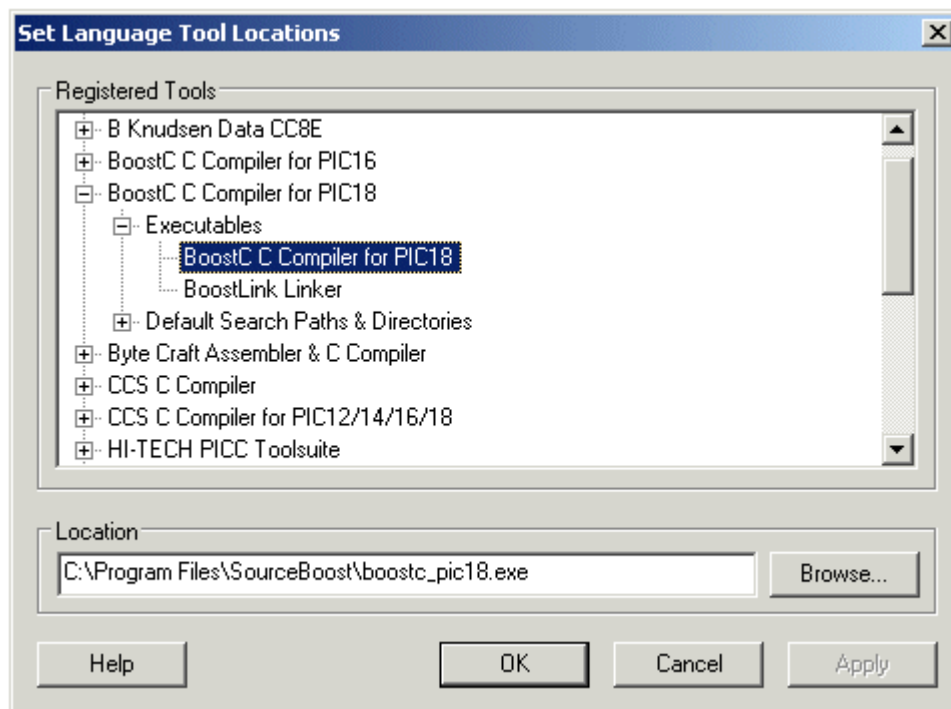 Set Language Tool Locations
Registered Tools
B Knudsen Data CC8E
BoostC C Compiler for PIC16
BoostC C Compiler for PIC18
Executables
BoostC C Compiler for PIC18
BoostLink Linker
Default Search Paths & Directories
Byte Craft Assembler & C Compiler
CCS C Compiler
CCS C Compiler for PIC12/14/16/18
HI-TECH PICC Toolsuite
Location
C:\Program Files\SourceBoost\boostc_pic18.exe
Browse...
Help
OK
Cancel
Apply